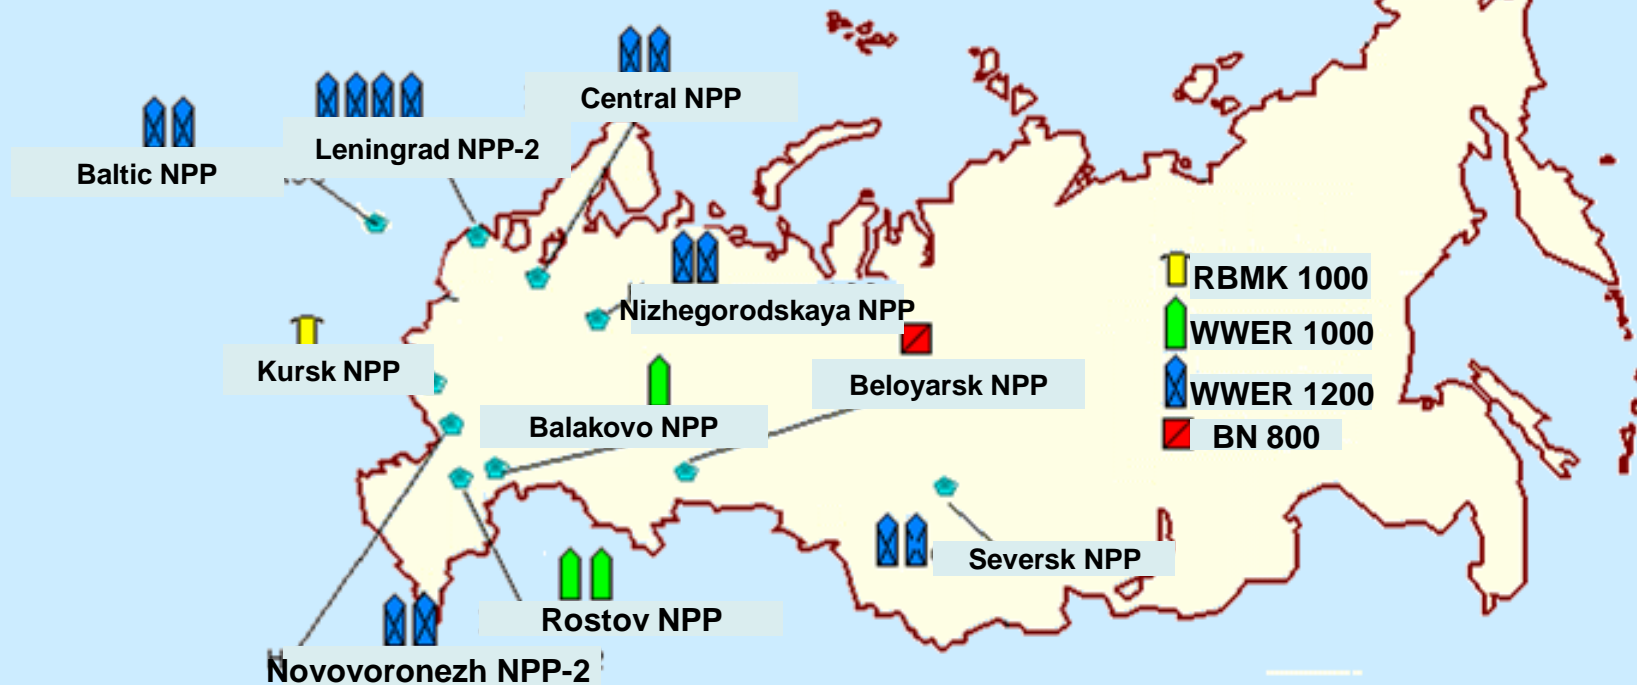 Central NPP
Leningrad NPP-2
Baltic NPP
Nizhegorodskaya NPP
Kursk NPP
Beloyarsk NPP
Balakovo NPP
RBMK 1000
WWER 1000
WWER 1200
BN 800
Seversk NPP
Rostov NPP
Novovoronezh NPP-2